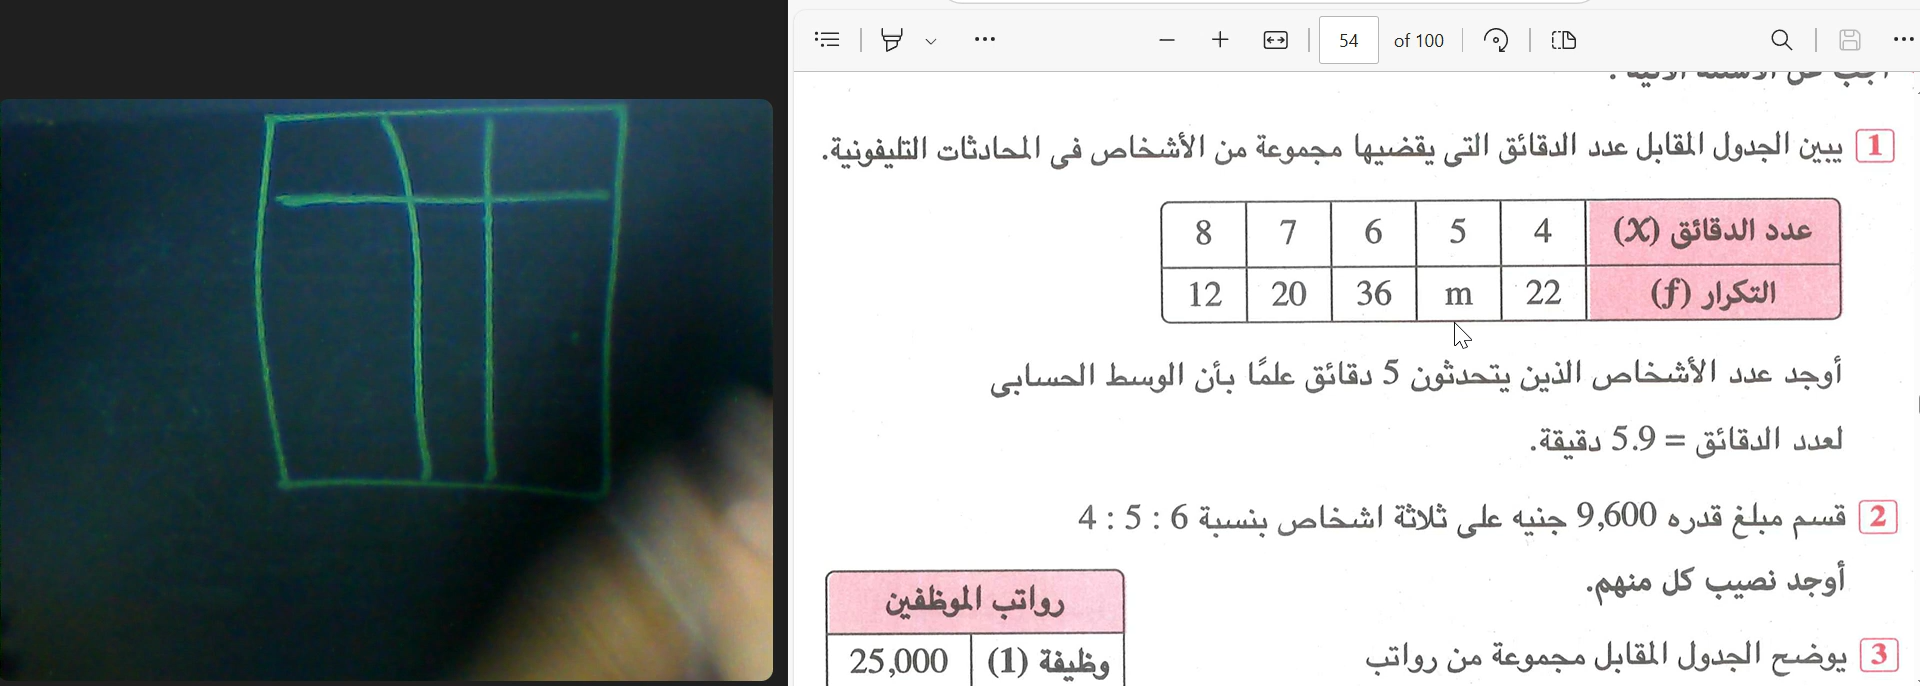 54 of 100
1 يبين الجدول المقابل عدد الدقائق التى يقضيها مجموعة من الأشخاص فى المحادثات التليفونية.
عدد الدقائق (X) 4 5 6 7 8
التكرار (f) 22 m 36 20 12
أوجد عدد الأشخاص الذين يتحدثون 5 دقائق علمًا بأن الوسط الحسابى
لعدد الدقائق = 5.9 دقيقة.
2 قسم مبلغ قدره 9,600 جنيه على ثلاثة اشخاص بنسبة 6 : 5 : 4
أوجد نصيب كل منهم.
3 يوضح الجدول المقابل مجموعة من رواتب
رواتب الموظفين
وظيفة (1) 25,000